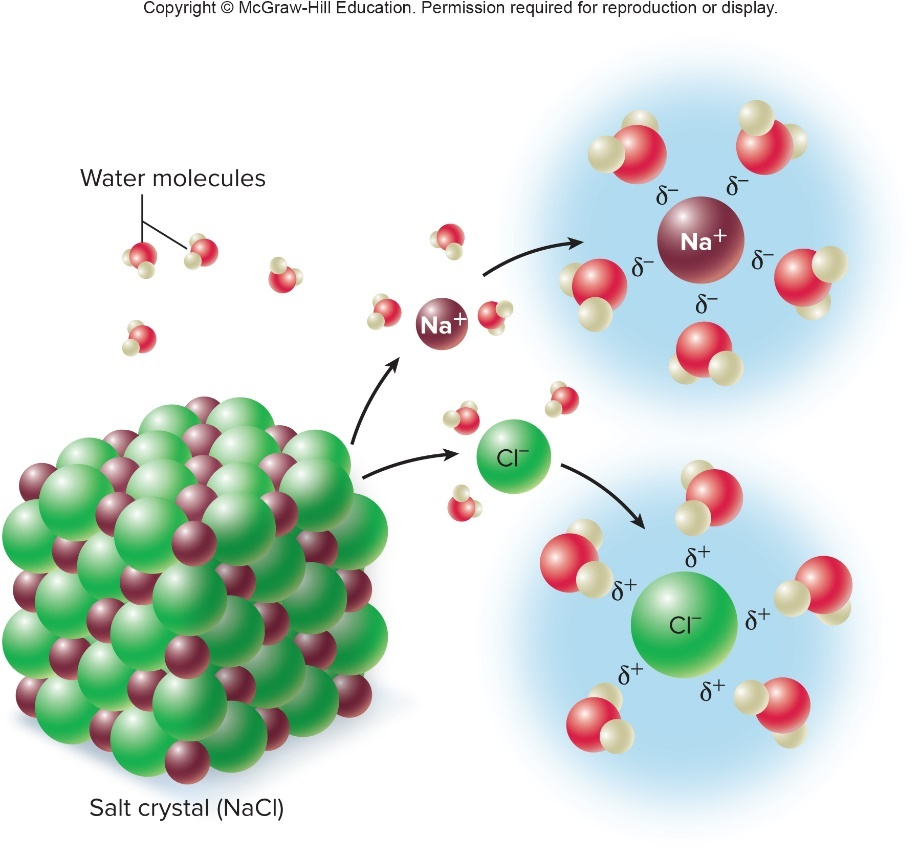 Copyright © McGraw-Hill Education. Permission required for reproduction or display.
Water molecules
Na⁺
δ⁻
δ⁻
Na⁺
δ⁻
δ⁻
δ⁻
Cl⁻
δ⁺
δ⁺
Cl⁻
δ⁺
δ⁺
δ⁺
Salt crystal (NaCl)